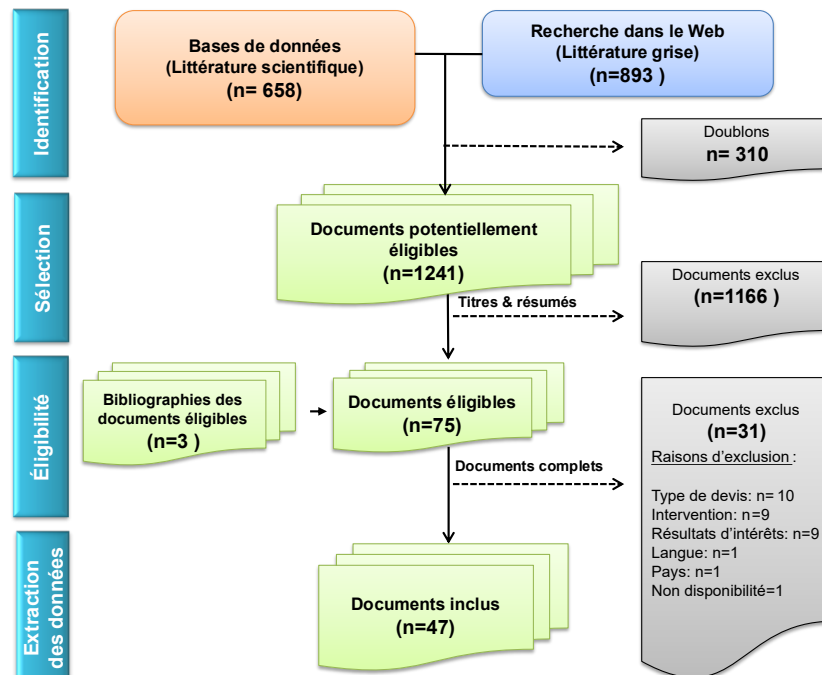 Identification
Bases de données
(Littérature scientifique)
(n= 658)
Recherche dans le Web
(Littérature grise)
(n=893 )
Doublons
n= 310
Sélection
Documents potentiellement
éligibles
(n=1241)
Titres & résumés
Documents exclus
(n=1166 )
Éligibilité
Bibliographies des
documents éligibles
(n=3 )
Documents éligibles
(n=75)
Documents complets
Documents exclus
(n=31)
Raisons d'exclusion :
Type de devis: n= 10
Intervention: n=9
Résultats d'intérêts: n=9
Langue: n=1
Pays: n=1
Non disponibilité=1
Extraction
des données
Documents inclus
(n=47)